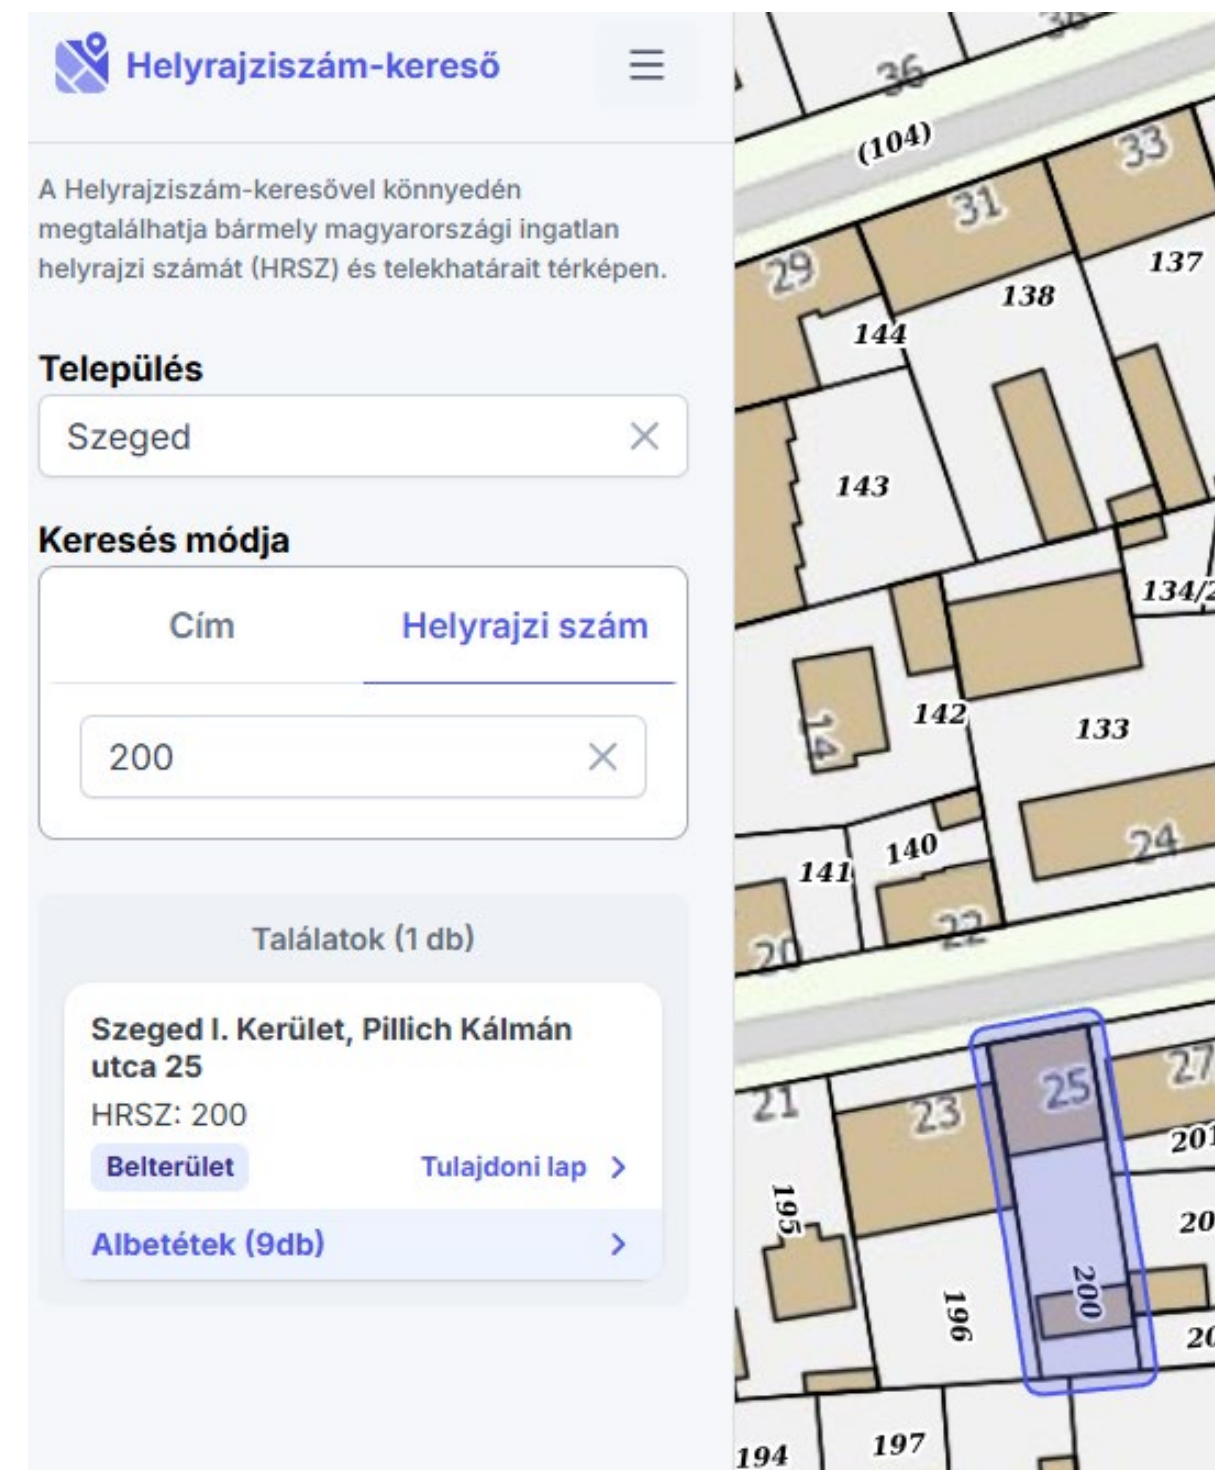 Helyrajziszám-kereső
A Helyrajziszám-keresővel könnyedén
megtalálhatja bármely magyarországi ingatlan
helyrajzi számát (HRSZ) és telekhatárait térképen.
Település
Szeged
Keresés módja
Cím
Helyrajzi szám
200
Találatok (1 db)
Szeged I. Kerület, Pillich Kálmán
utca 25
HRSZ: 200
Belterület
Tulajdoni lap
Albetétek (9db)
36
(104)
33
31
29
137
138
144
143
134/2
14
142
133
24
140
141
22
20
25
27
21
23
201
195
200
196
194
197